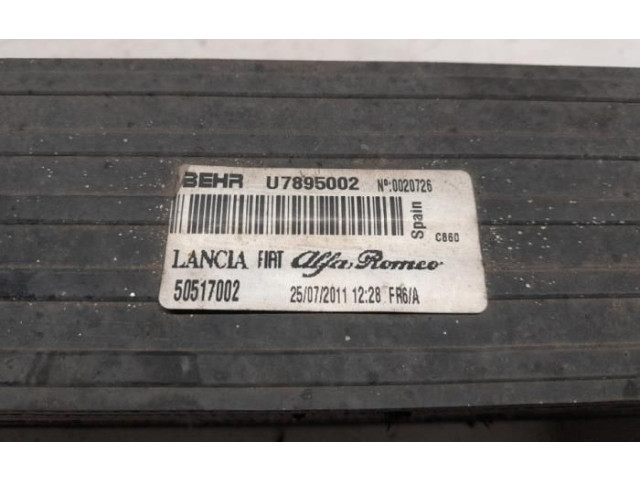 BEHR U7895002 Nº:0020726
Spain
C860
LANCIA FIAT Alfa Romeo
50517002 25/07/2011 12:28 FR6/A